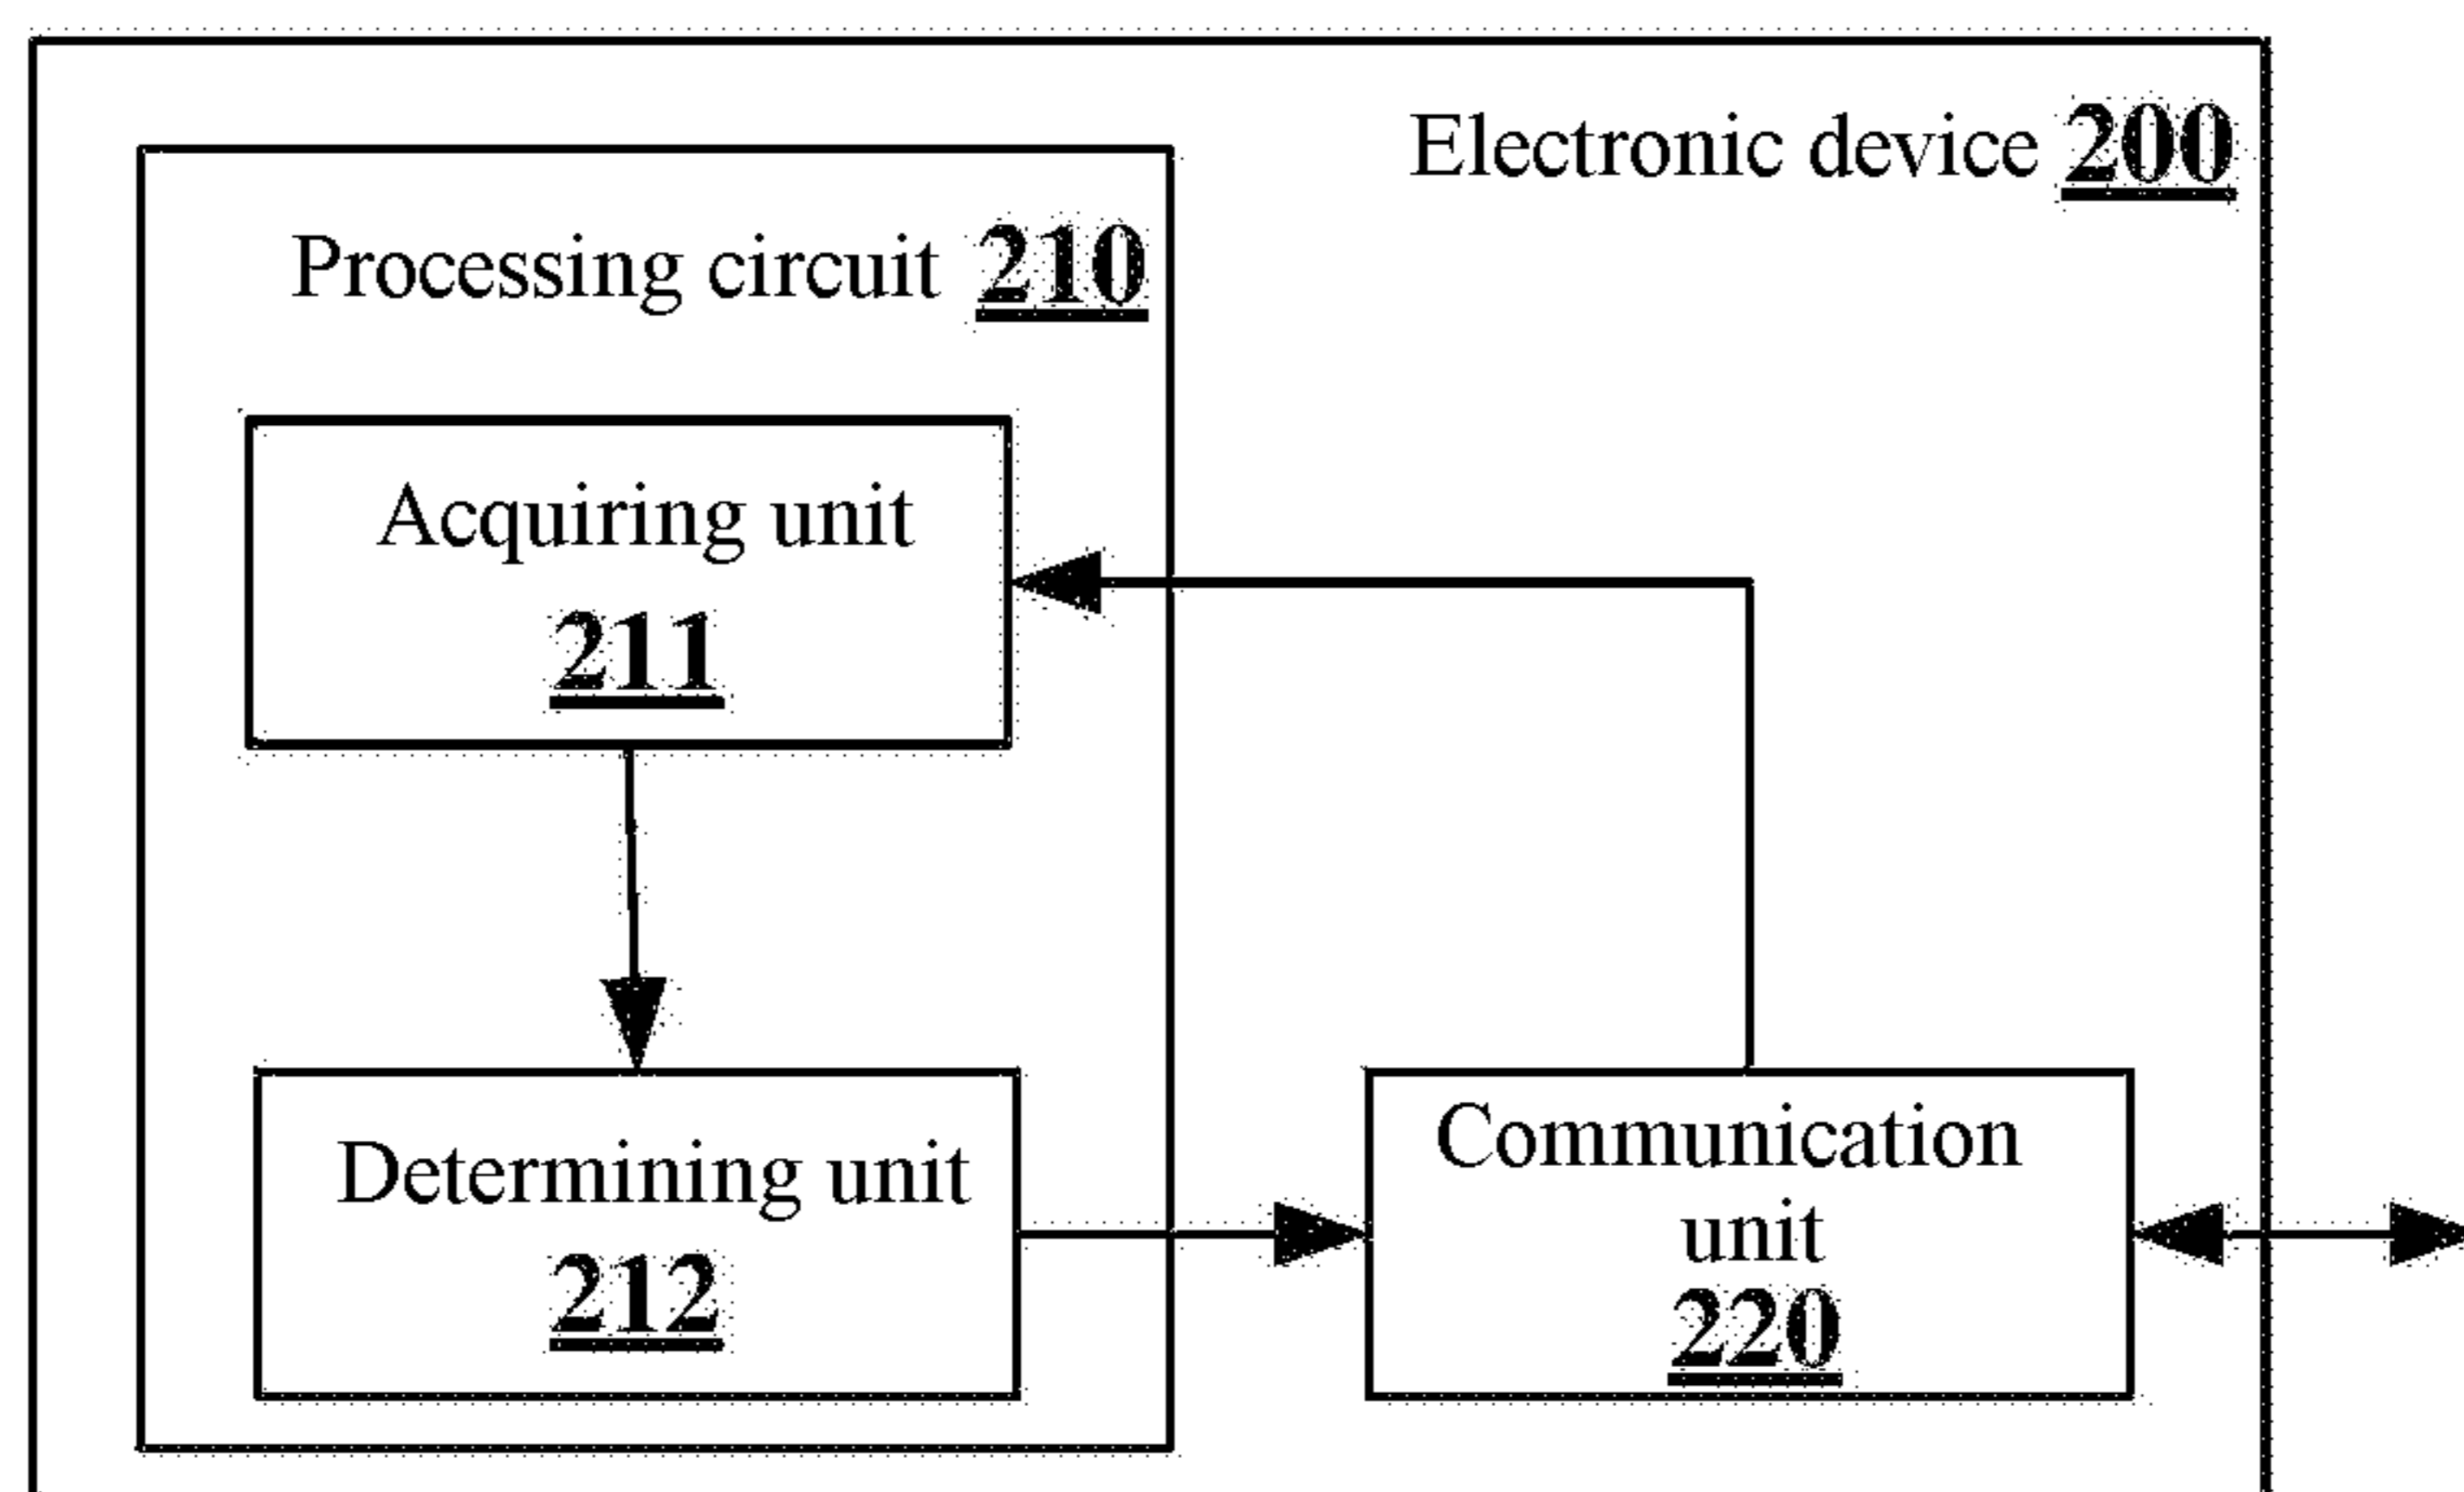 Electronic device 200
Processing circuit 210
Acquiring unit
211
Determining unit
212
Communication
unit
220